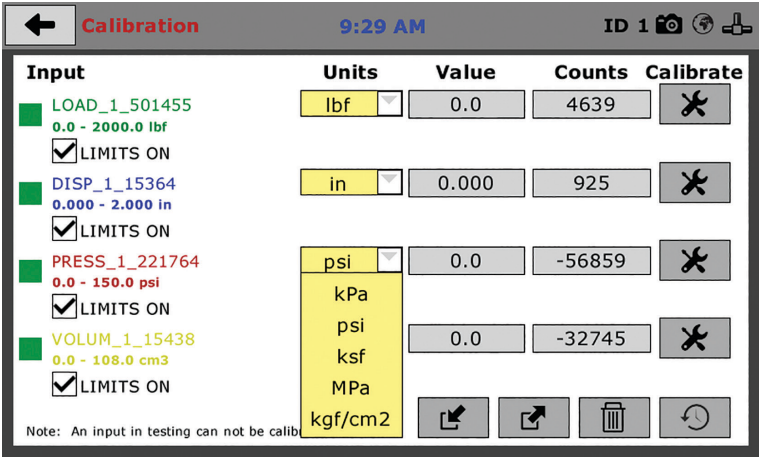 Calibration 9:29 AM ID 1
Input Units Value Counts Calibrate
LOAD_1_501455 lbf 0.0 4639
0.0 - 2000.0 lbf
LIMITS ON
DISP_1_15364 in 0.000 925
0.000 - 2.000 in
LIMITS ON
PRESS_1_221764 psi 0.0 -56859
0.0 - 150.0 psi
LIMITS ON
kPa
psi
ksf
MPa
kgf/cm2
VOLUM_1_15438 0.0 -32745
0.0 - 108.0 cm3
LIMITS ON
Note: An input in testing can not be calib